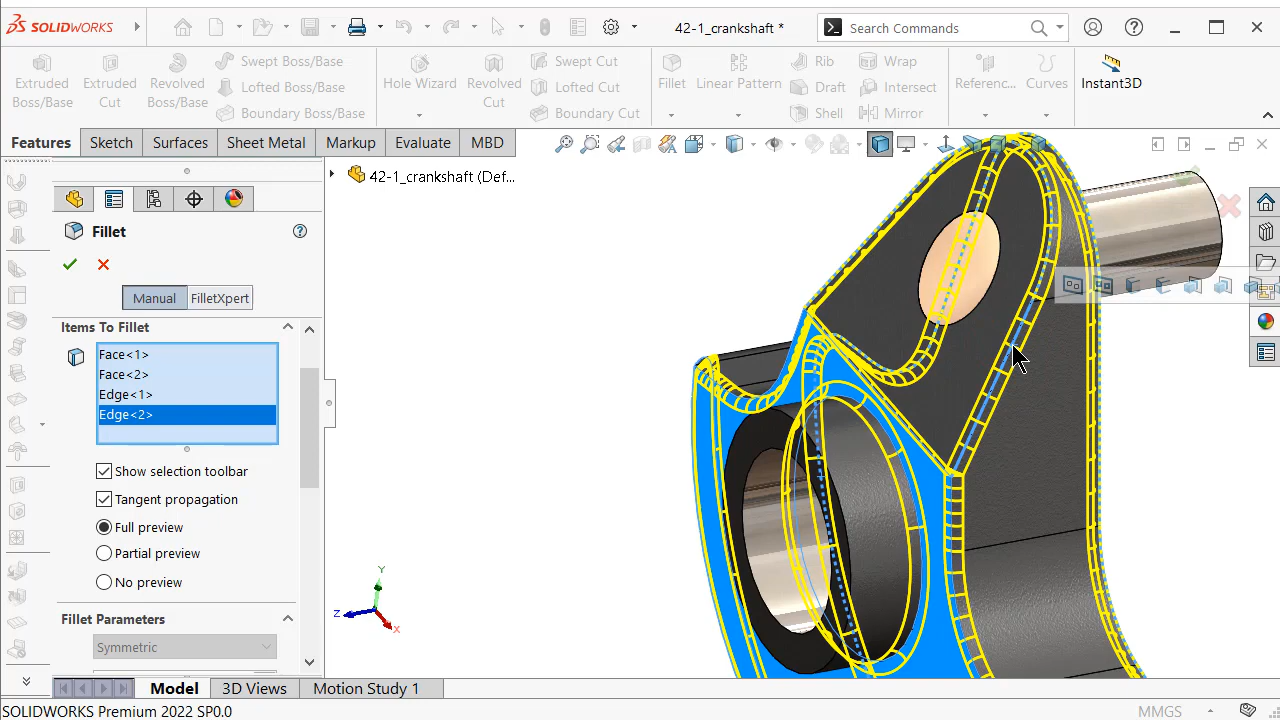 SOLIDWORKS
42-1_crankshaft *
Search Commands
Extruded Boss/Base
Extruded Cut
Revolved Boss/Base
Swept Boss/Base
Lofted Boss/Base
Boundary Boss/Base
Hole Wizard
Revolved Cut
Swept Cut
Lofted Cut
Boundary Cut
Fillet
Linear Pattern
Rib
Draft
Shell
Wrap
Intersect
Mirror
Referenc...
Curves
Instant3D
Features
Sketch
Surfaces
Sheet Metal
Markup
Evaluate
MBD
42-1_crankshaft (Def...
Fillet
Manual
FilletXpert
Items To Fillet
Face<1>
Face<2>
Edge<1>
Edge<2>
Show selection toolbar
Tangent propagation
Full preview
Partial preview
No preview
Fillet Parameters
Symmetric
Y
Z
X
Model
3D Views
Motion Study 1
SOLIDWORKS Premium 2022 SP0.0
MMGS